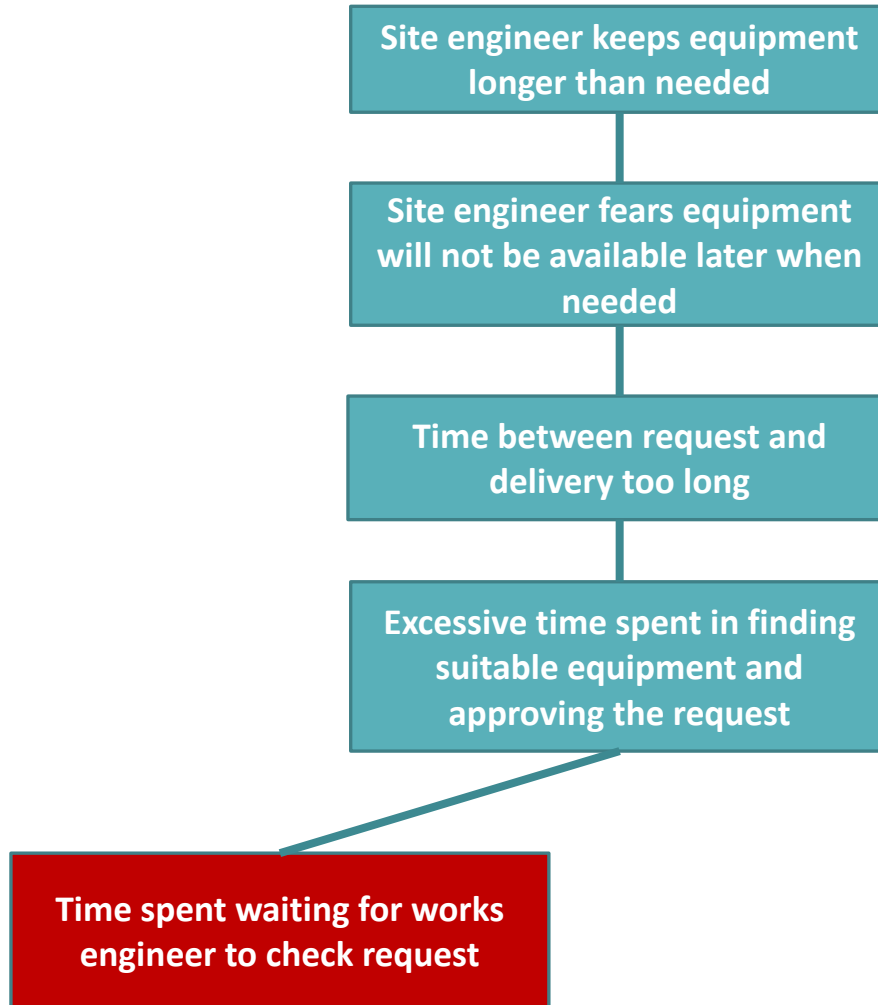 Site engineer keeps equipment
longer than needed
Site engineer fears equipment
will not be available later when
needed
Time between request and
delivery too long
Excessive time spent in finding
suitable equipment and
approving the request
Time spent waiting for works
engineer to check request